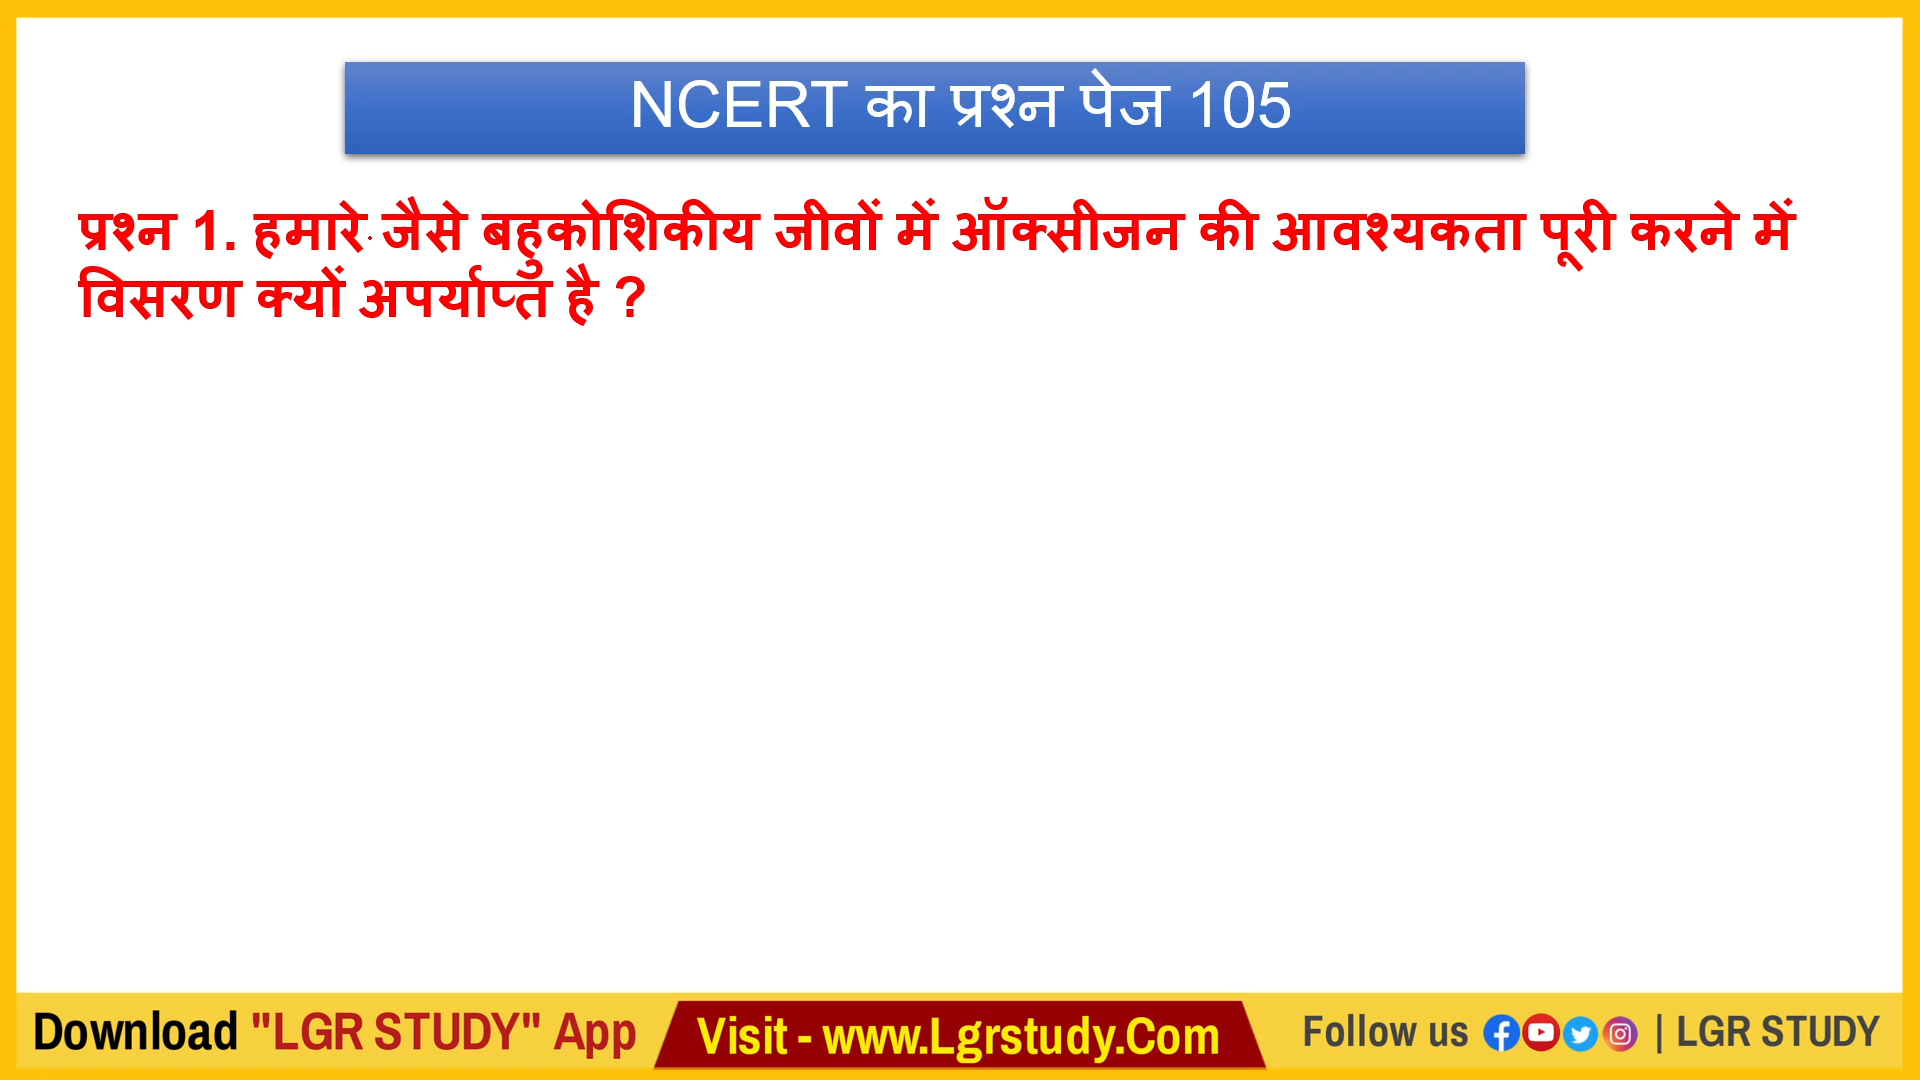 NCERT का प्रश्न पेज 105
प्रश्न 1. हमारे जैसे बहुकोशिकीय जीवों में ऑक्सीजन की आवश्यकता पूरी करने में
विसरण क्यों अपर्याप्त है ?
Download "LGR STUDY" App Visit - www.Lgrstudy.Com Follow us | LGR STUDY